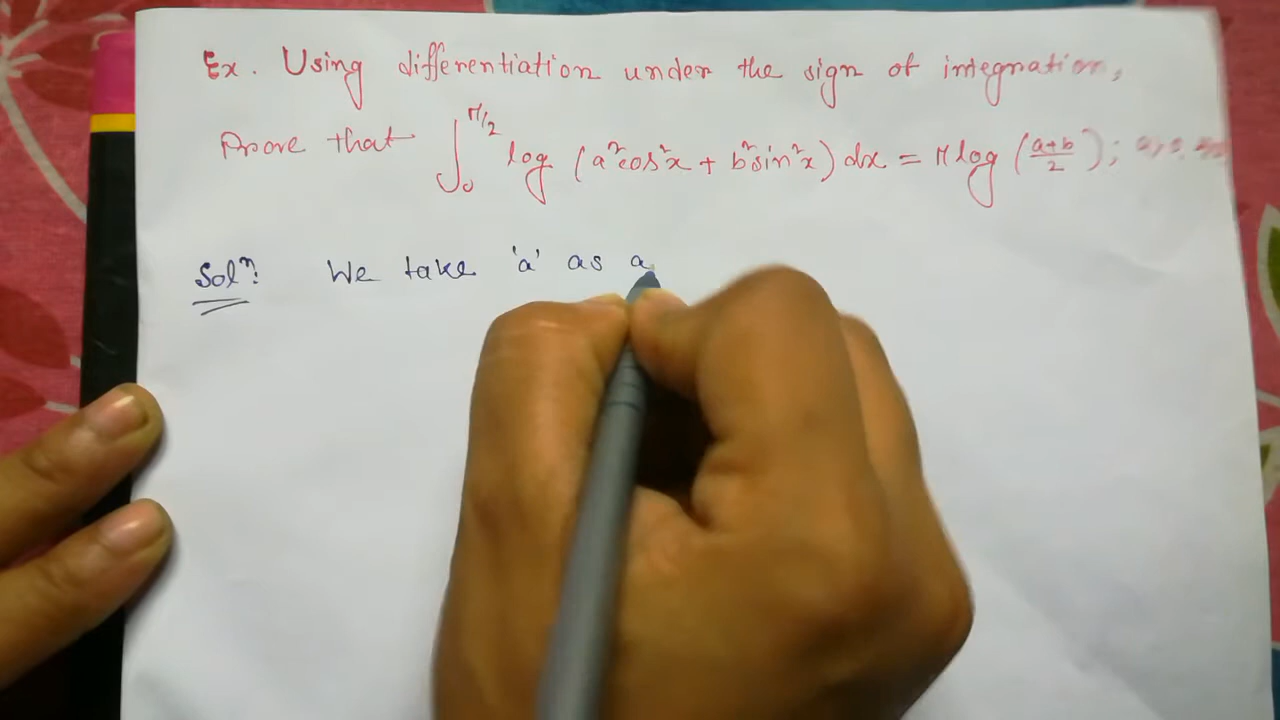 Ex. Using differentiation under the sign of integration,
Prove that ∫₀^{π/2} log (a²cos²x + b²sin²x) dx = π log (a+b/2);
Solⁿ: We take 'a' as a